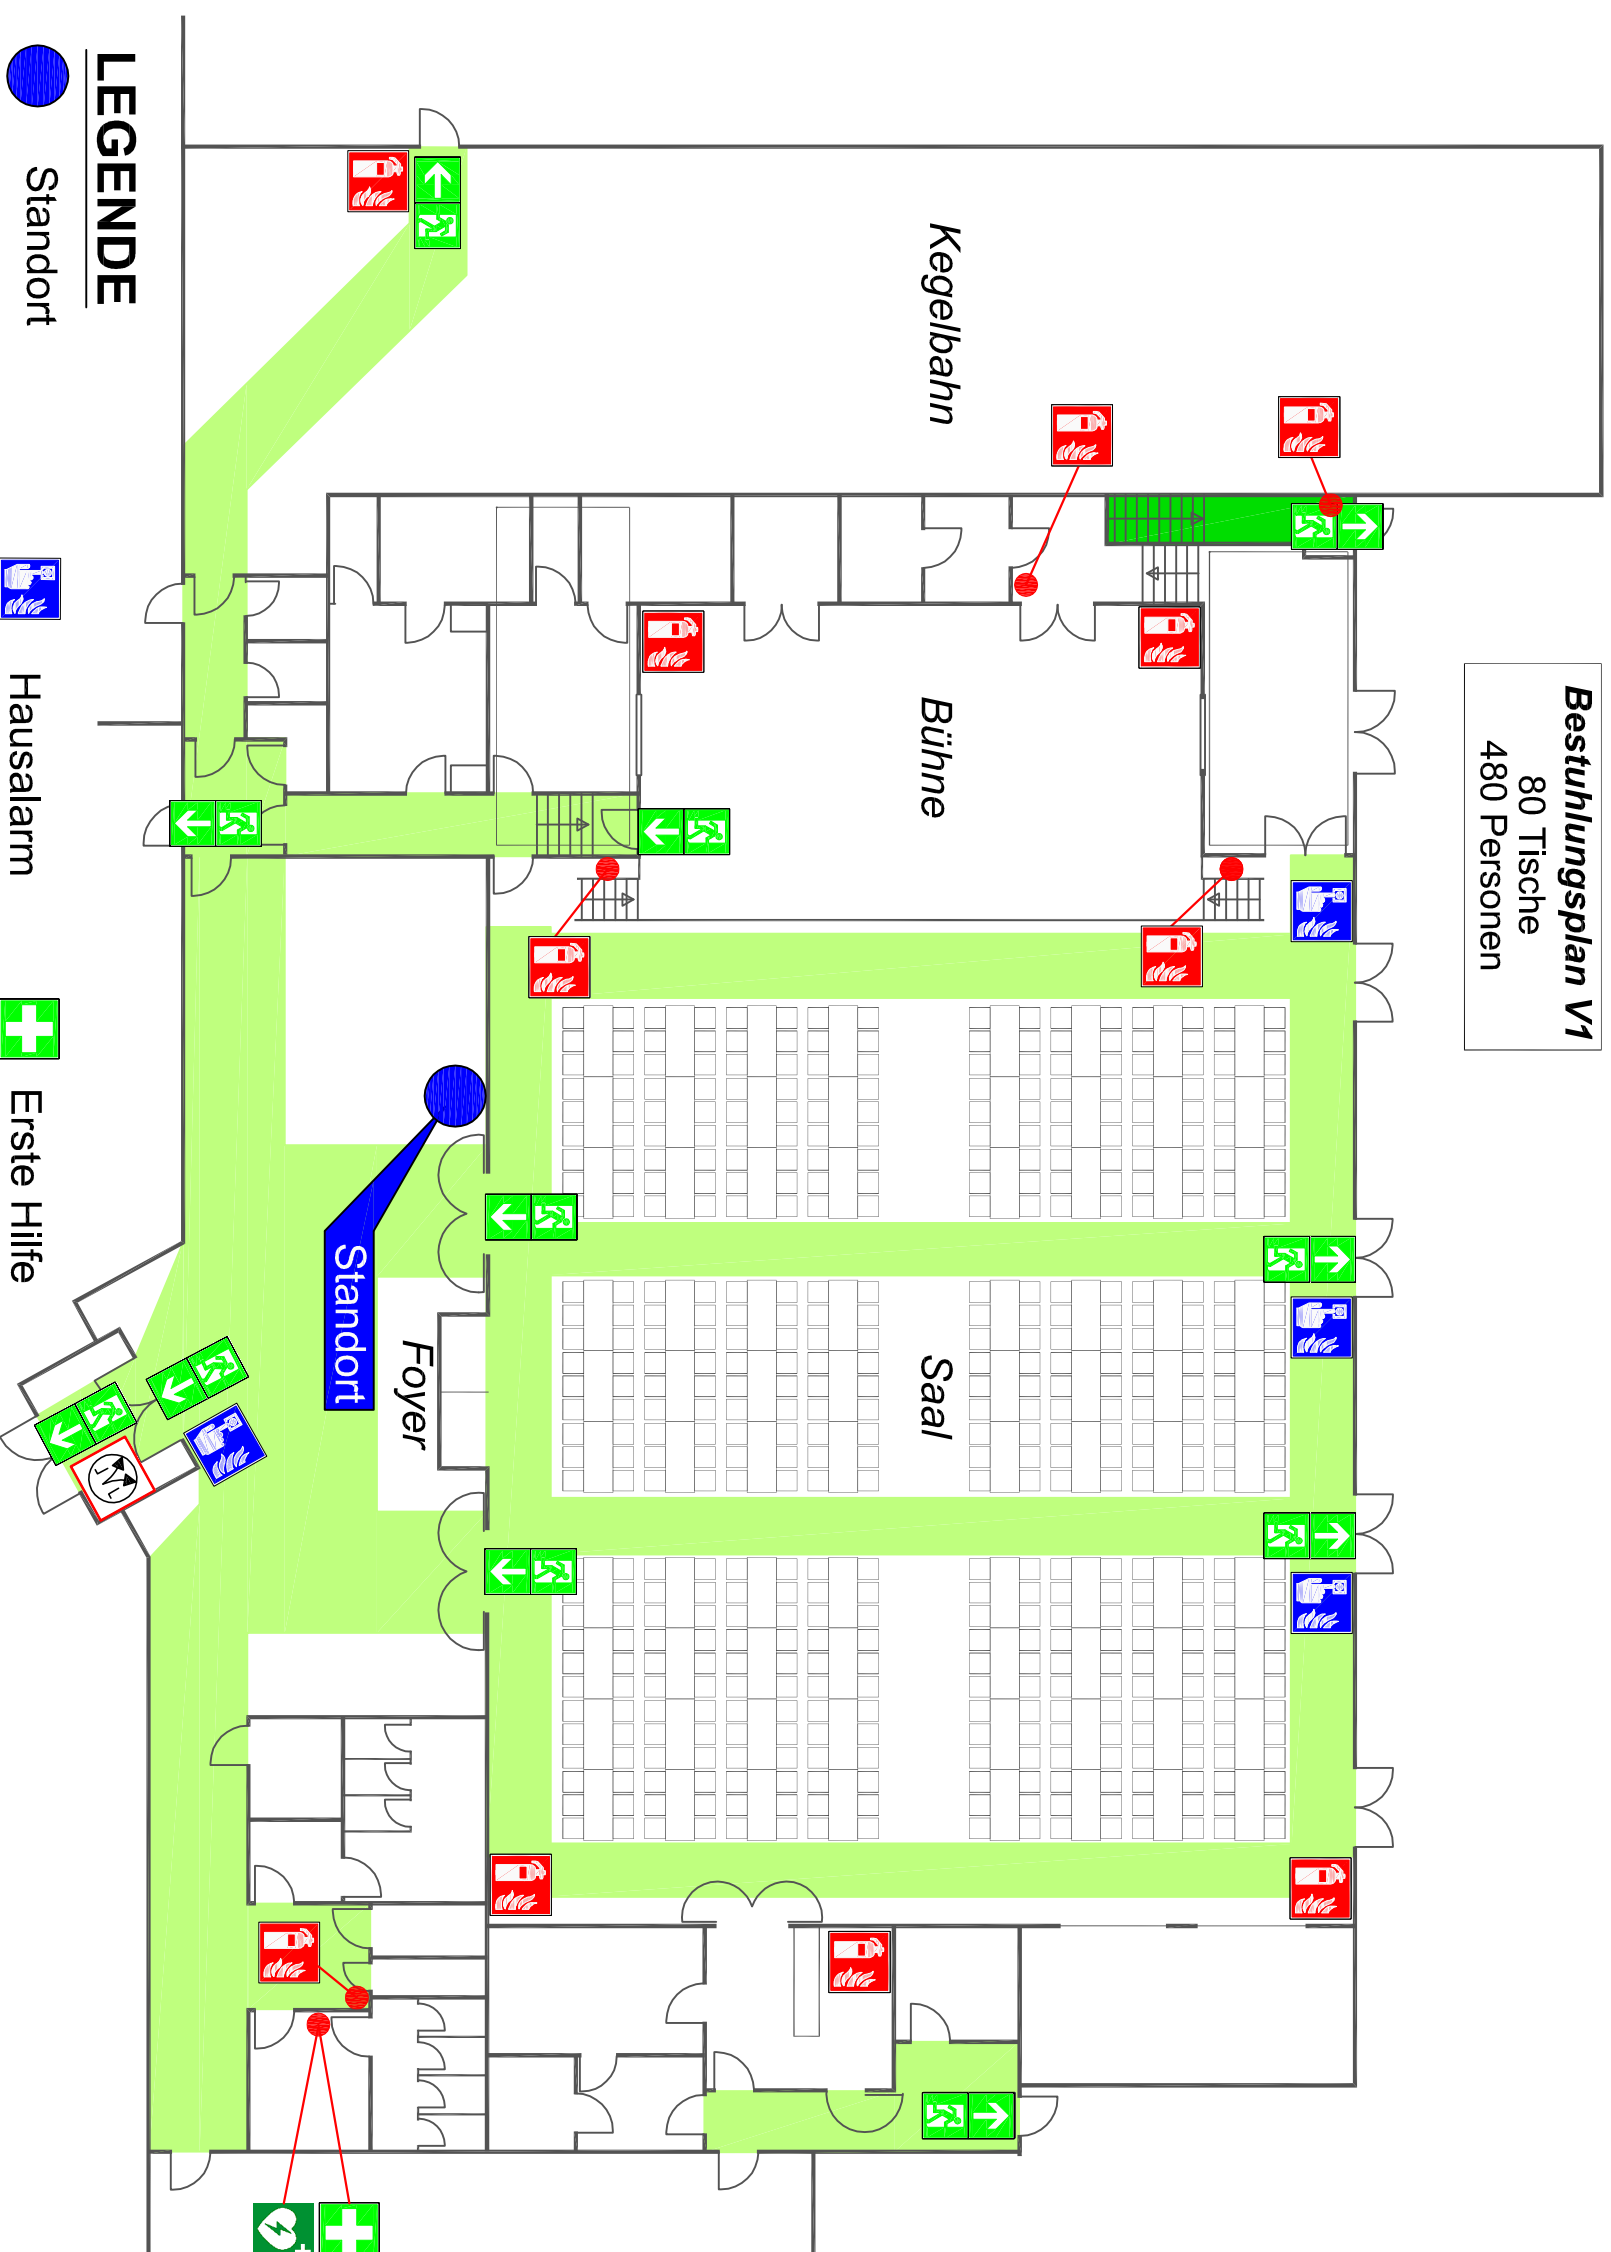 Bestuhlungsplan V1
80 Tische
480 Personen
Kegelbahn
Bühne
Saal
Foyer
Standort
LEGENDE
Standort
Hausalarm
Erste Hilfe